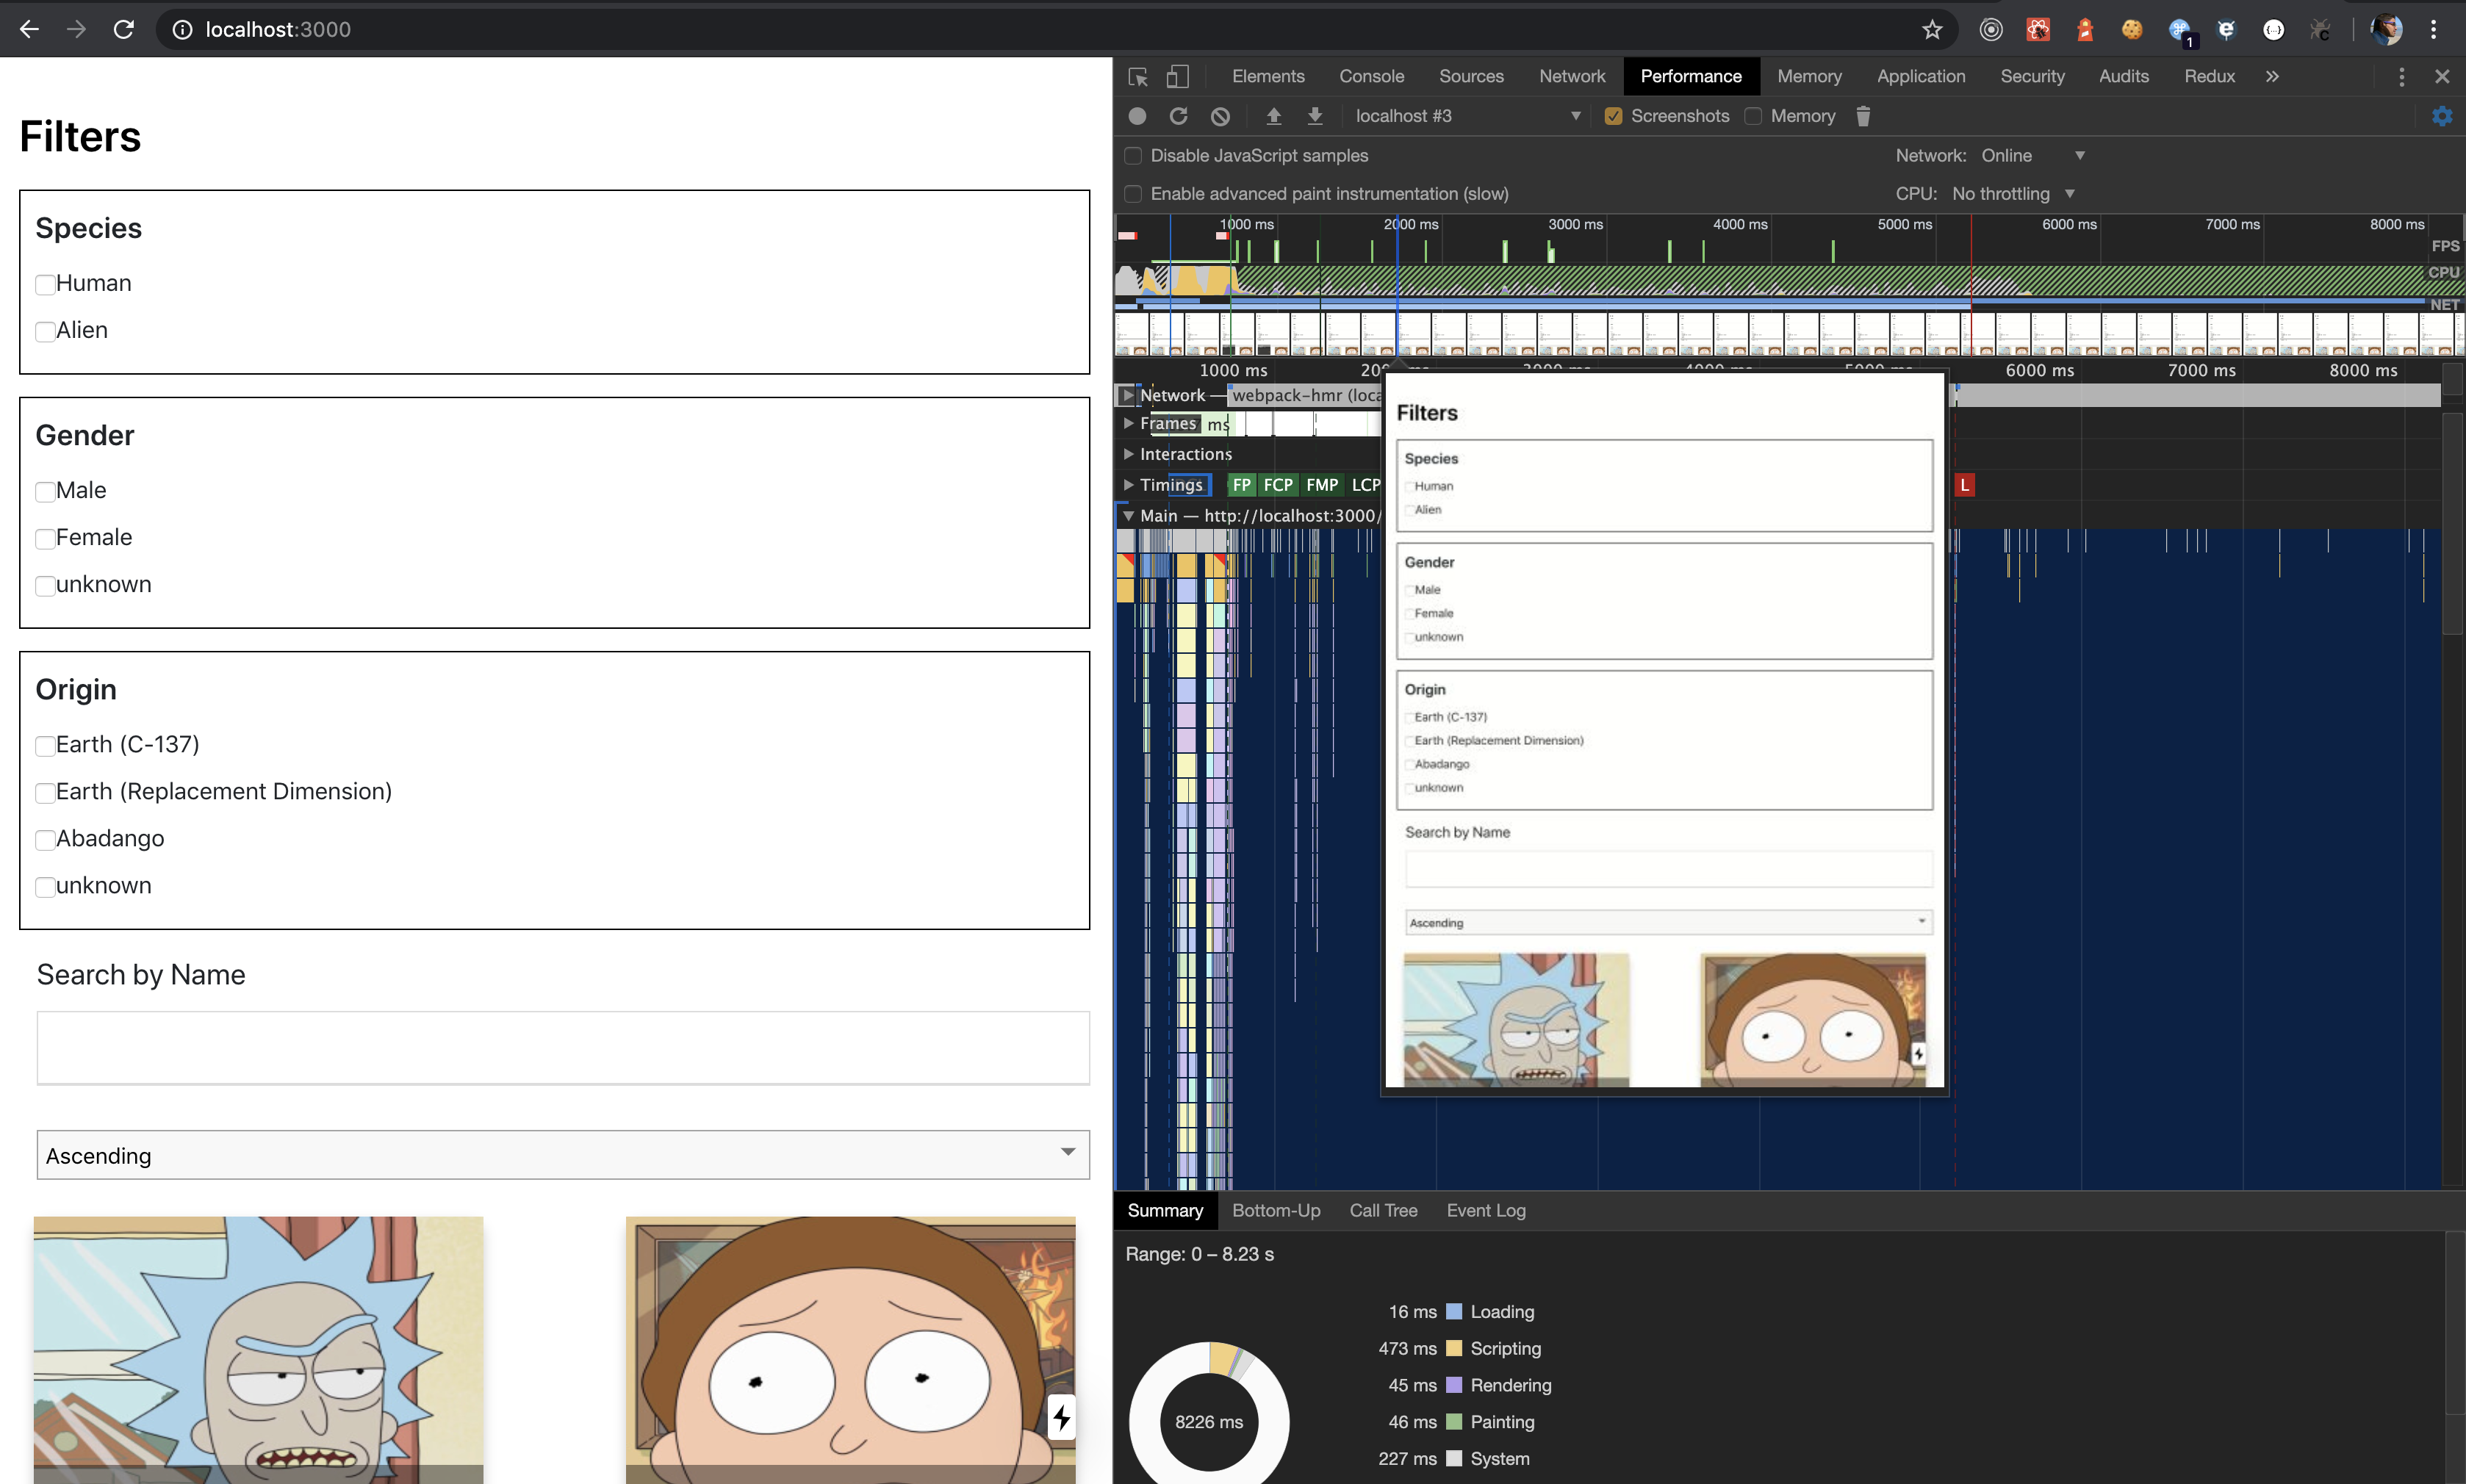 localhost:3000
1
Filters
Species
Human
Alien
Gender
Male
Female
unknown
Origin
Earth (C-137)
Earth (Replacement Dimension)
Abadango
unknown
Search by Name
Ascending
Elements Console Sources Network Performance Memory Application Security Audits Redux »
localhost #3 Screenshots Memory
Disable JavaScript samples Network: Online
Enable advanced paint instrumentation (slow) CPU: No throttling
1000 ms 2000 ms 3000 ms 4000 ms 5000 ms 6000 ms 7000 ms 8000 ms
FPS
CPU
NET
1000 ms 6000 ms 7000 ms 8000 ms
Network — webpack-hmr (loca
Frames ms
Interactions
Timings FP FCP FMP LCP L
Main — http://localhost:3000/
Filters
Species
Human
Alien
Gender
Male
Female
unknown
Origin
Earth (C-137)
Earth (Replacement Dimension)
Abadango
unknown
Search by Name
Ascending
Summary Bottom-Up Call Tree Event Log
Range: 0 – 8.23 s
8226 ms
16 ms Loading
473 ms Scripting
45 ms Rendering
46 ms Painting
227 ms System